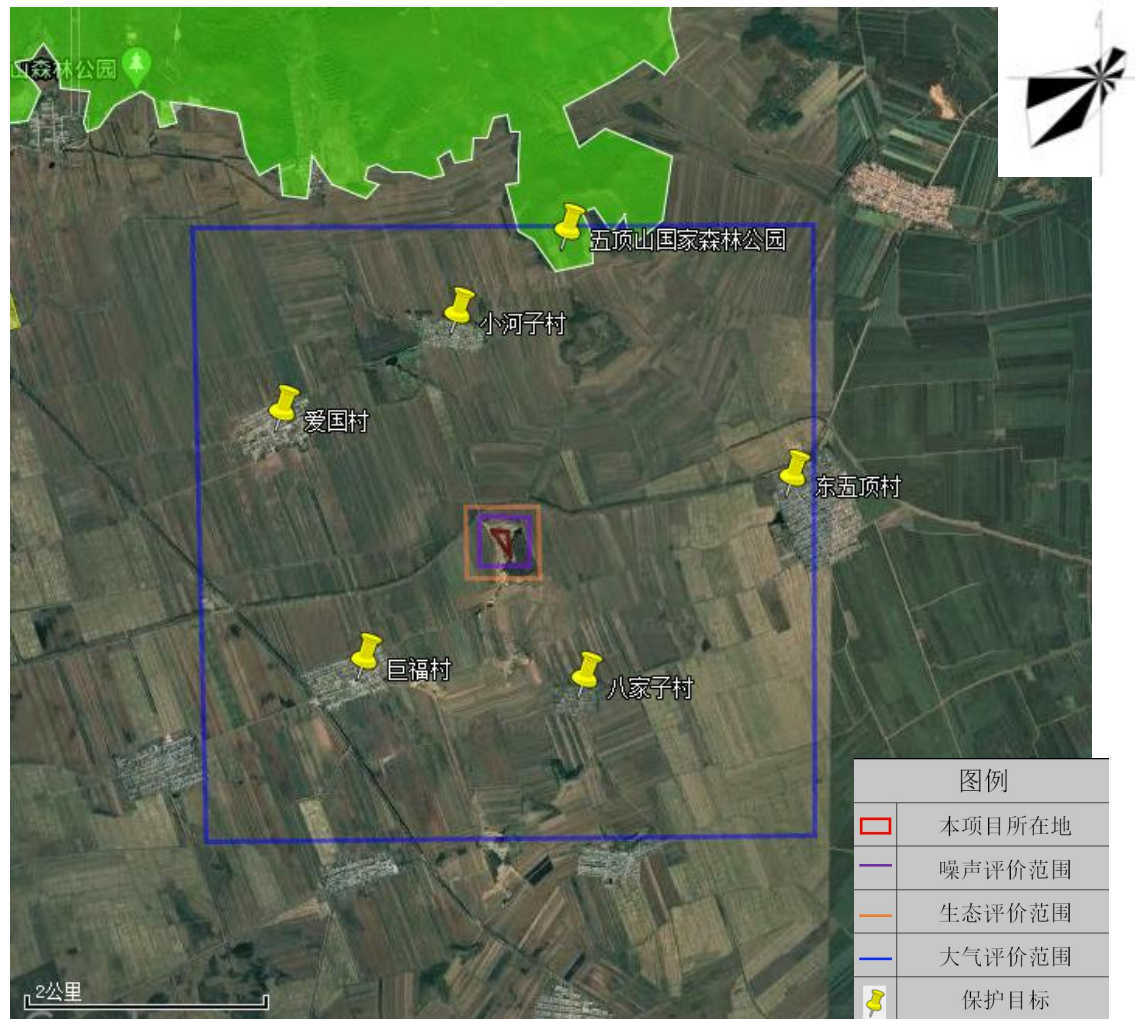 山森林公园
五顶山国家森林公园
小河子村
爱国村
东五顶村
巨福村
八家子村
2公里
图例
本项目所在地
噪声评价范围
生态评价范围
大气评价范围
保护目标